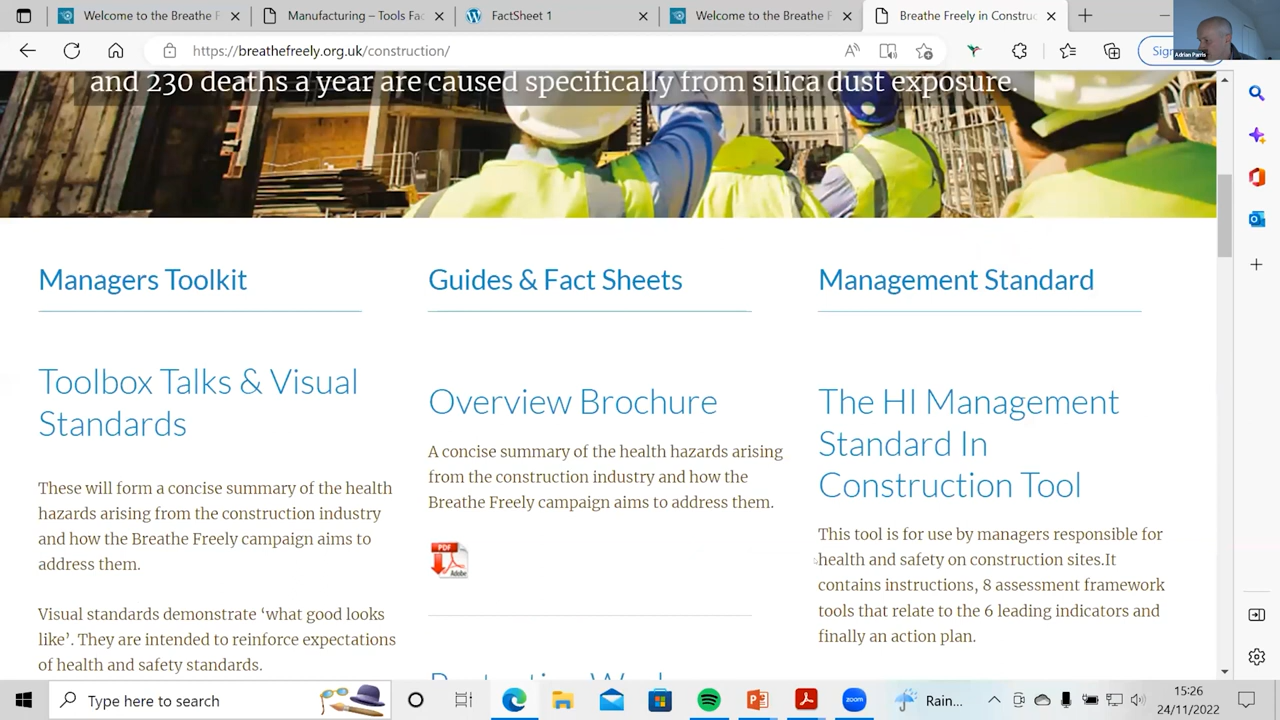 Welcome to the Breathe F
Manufacturing – Tools Fa
FactSheet 1
Welcome to the Breathe F
Breathe Freely in Construc
https://breathefreely.org.uk/construction/
Sign
Adrian Parris
and 230 deaths a year are caused specifically from silica dust exposure.
Managers Toolkit
Toolbox Talks & Visual
Standards
These will form a concise summary of the health
hazards arising from the construction industry
and how the Breathe Freely campaign aims to
address them.
Visual standards demonstrate ‘what good looks
like’. They are intended to reinforce expectations
of health and safety standards.
Guides & Fact Sheets
Overview Brochure
A concise summary of the health hazards arising
from the construction industry and how the
Breathe Freely campaign aims to address them.
PDF
Adobe
Management Standard
The HI Management
Standard In
Construction Tool
This tool is for use by managers responsible for
health and safety on construction sites.It
contains instructions, 8 assessment framework
tools that relate to the 6 leading indicators and
finally an action plan.
Type here to search
zoom
Rain...
15:26
24/11/2022